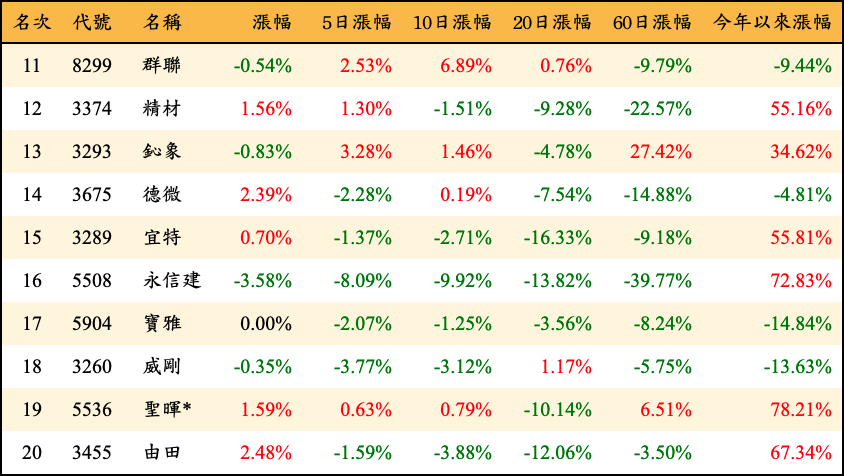 名次 代號 名稱 漲幅 5日漲幅 10日漲幅 20日漲幅 60日漲幅 今年以來漲幅
11 8299 群聯 -0.54% 2.53% 6.89% 0.76% -9.79% -9.44%
12 3374 精材 1.56% 1.30% -1.51% -9.28% -22.57% 55.16%
13 3293 鈊象 -0.83% 3.28% 1.46% -4.78% 27.42% 34.62%
14 3675 德微 2.39% -2.28% 0.19% -7.54% -14.88% -4.81%
15 3289 宜特 0.70% -1.37% -2.71% -16.33% -9.18% 55.81%
16 5508 永信建 -3.58% -8.09% -9.92% -13.82% -39.77% 72.83%
17 5904 寶雅 0.00% -2.07% -1.25% -3.56% -8.24% -14.84%
18 3260 威剛 -0.35% -3.77% -3.12% 1.17% -5.75% -13.63%
19 5536 聖暉* 1.59% 0.63% 0.79% -10.14% 6.51% 78.21%
20 3455 由田 2.48% -1.59% -3.88% -12.06% -3.50% 67.34%